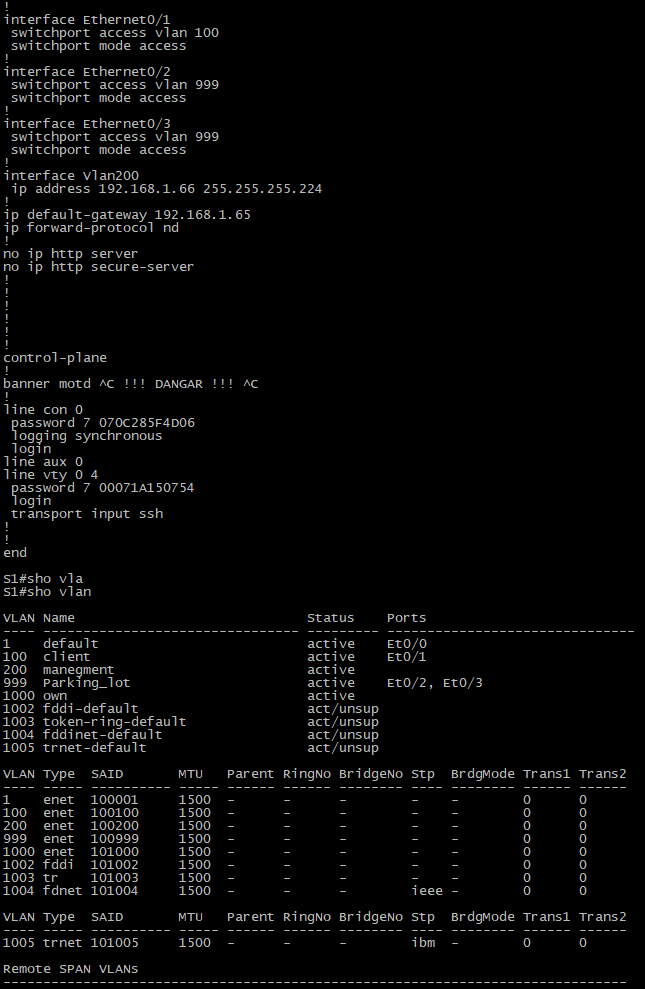 !
interface Ethernet0/1
 switchport access vlan 100
 switchport mode access
!
interface Ethernet0/2
 switchport access vlan 999
 switchport mode access
!
interface Ethernet0/3
 switchport access vlan 999
 switchport mode access
!
interface Vlan200
 ip address 192.168.1.66 255.255.255.224
!
ip default-gateway 192.168.1.65
ip forward-protocol nd
!
no ip http server
no ip http secure-server
!
!
!
!
!
!
control-plane
!
banner motd ^C !!! DANGAR !!! ^C
!
line con 0
 password 7 070C285F4D06
 logging synchronous
 login
line aux 0
line vty 0 4
 password 7 00071A150754
 login
 transport input ssh
!
!
end

S1#sho vla
S1#sho vlan

VLAN Name                             Status    Ports
---- -------------------------------- --------- -------------------------------
1    default                          active    Et0/0
100  client                           active    Et0/1
200  manegment                        active
999  Parking_lot                      active    Et0/2, Et0/3
1000 own                              active
1002 fddi-default                     act/unsup
1003 token-ring-default               act/unsup
1004 fddinet-default                  act/unsup
1005 trnet-default                    act/unsup

VLAN Type  SAID       MTU   Parent RingNo BridgeNo Stp  BrdgMode Trans1 Trans2
---- ----- ---------- ----- ------ ------ -------- ---- -------- ------ ------
1    enet  100001     1500  -      -      -        -    -        0      0
100  enet  100100     1500  -      -      -        -    -        0      0
200  enet  100200     1500  -      -      -        -    -        0      0
999  enet  100999     1500  -      -      -        -    -        0      0
1000 enet  101000     1500  -      -      -        -    -        0      0
1002 fddi  101002     1500  -      -      -        -    -        0      0
1003 tr    101003     1500  -      -      -        -    -        0      0
1004 fdnet 101004     1500  -      -      -        ieee -        0      0

VLAN Type  SAID       MTU   Parent RingNo BridgeNo Stp  BrdgMode Trans1 Trans2
---- ----- ---------- ----- ------ ------ -------- ---- -------- ------ ------
1005 trnet 101005     1500  -      -      -        ibm  -        0      0

Remote SPAN VLANs
------------------------------------------------------------------------------